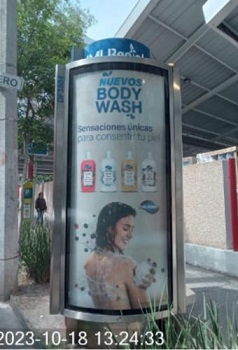 NUEVOS
BODY
WASH
Sensaciones únicas
para consentir tu piel
2023-10-18 13:24:33